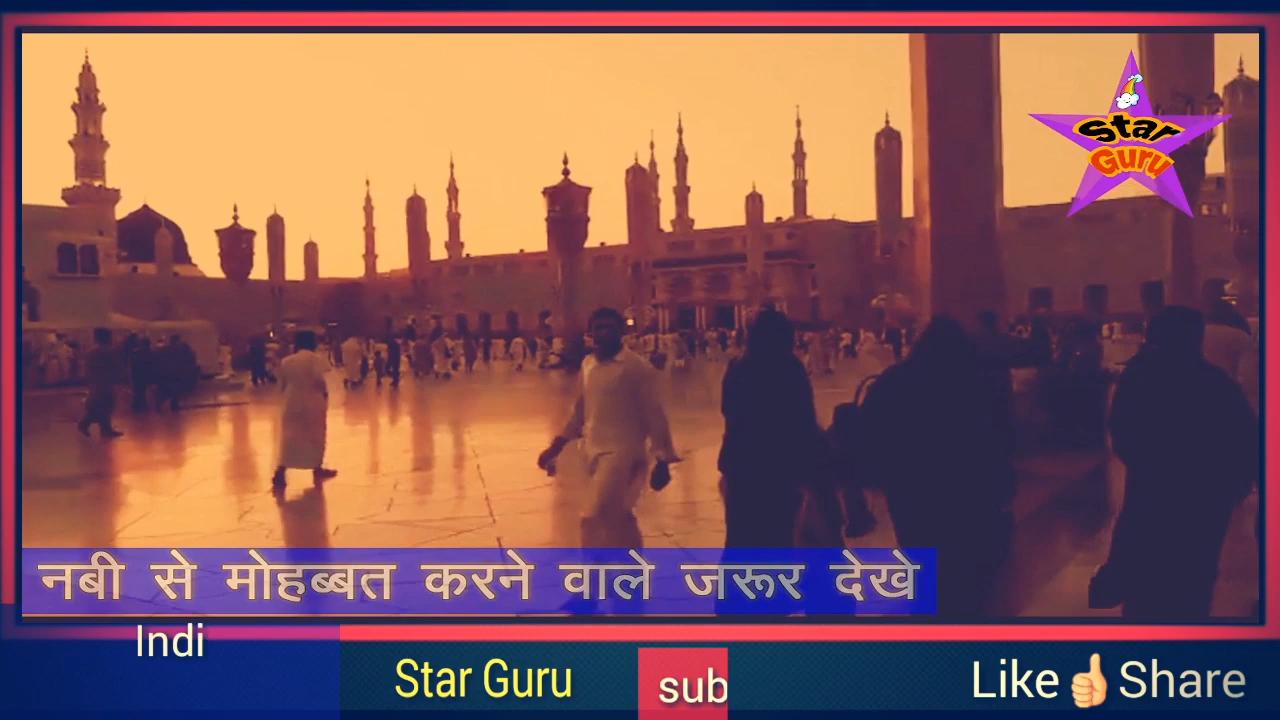 Star
Guru
नबी से मोहब्बत करने वाले जरूर देखे
Indi
Star Guru
sub
Like👍Share